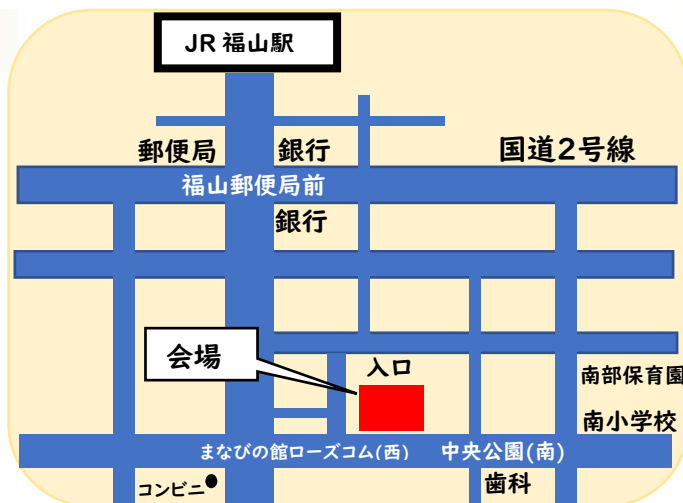 JR 福山駅
郵便局
銀行
国道2号線
福山郵便局前
銀行
会場
入口
南部保育園
南小学校
まなびの館ローズコム(西)
中央公園(南)
コンビニ
歯科